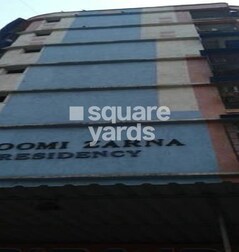 square
yards
OOMI ZARNA
RESIDENCY